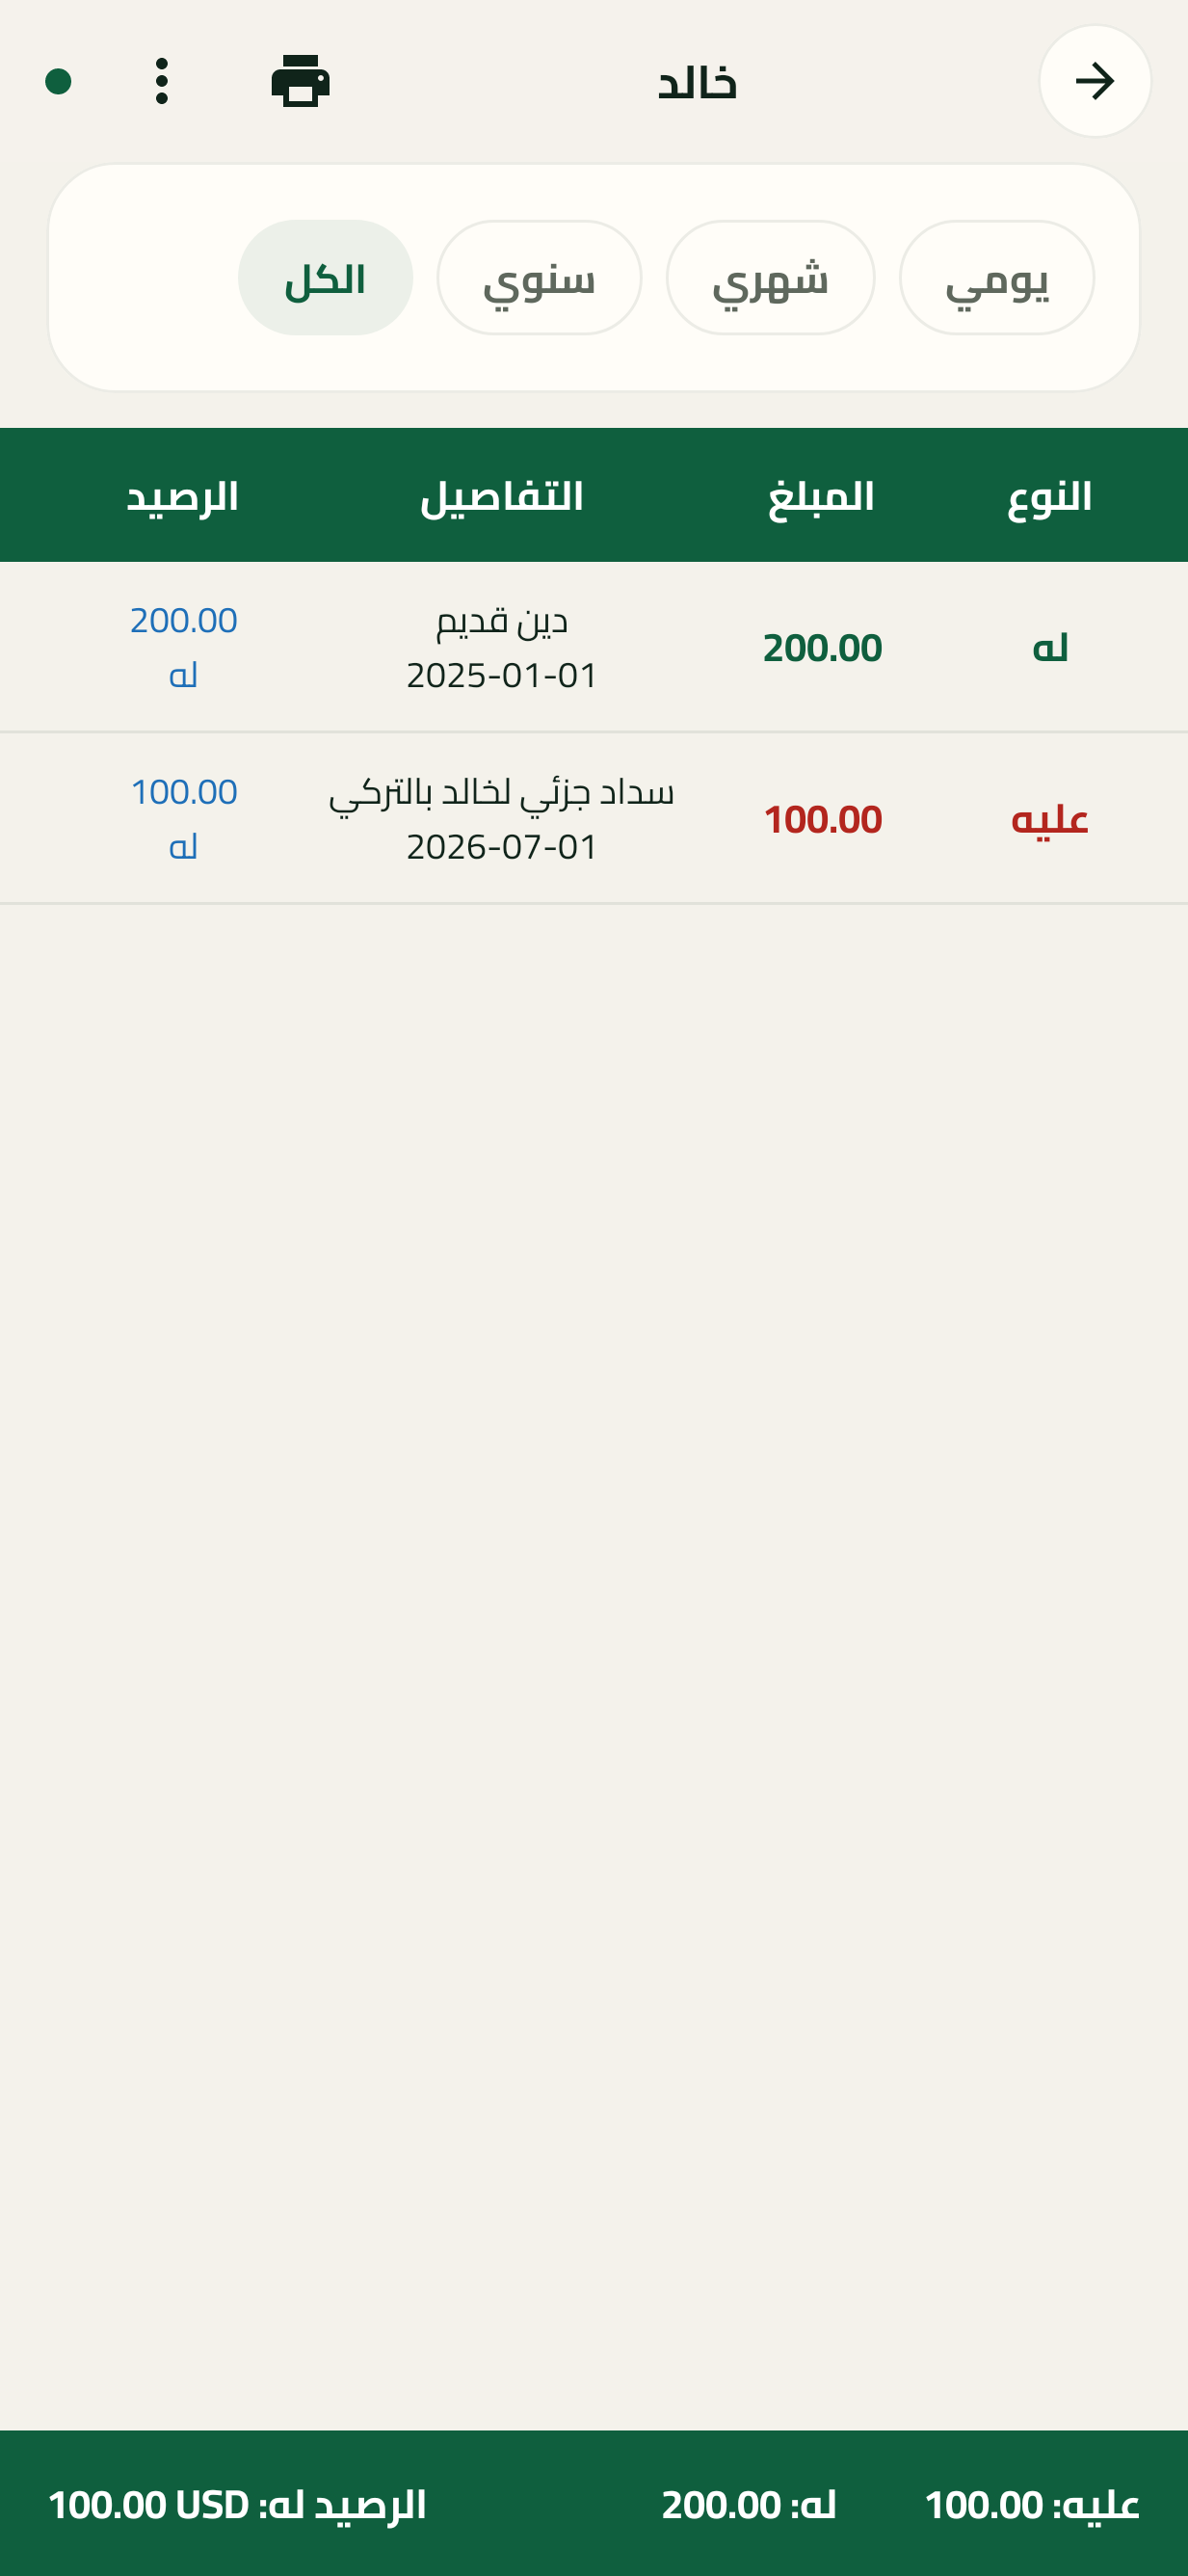 خالد
يومي شهري سنوي الكل
النوع المبلغ التفاصيل الرصيد
له 200.00 دين قديم 200.00
2025-01-01 له
عليه 100.00 سداد جزئي لخالد بالتركي 100.00
2026-07-01 له
عليه: 100.00 له: 200.00 الرصيد له: 100.00 USD